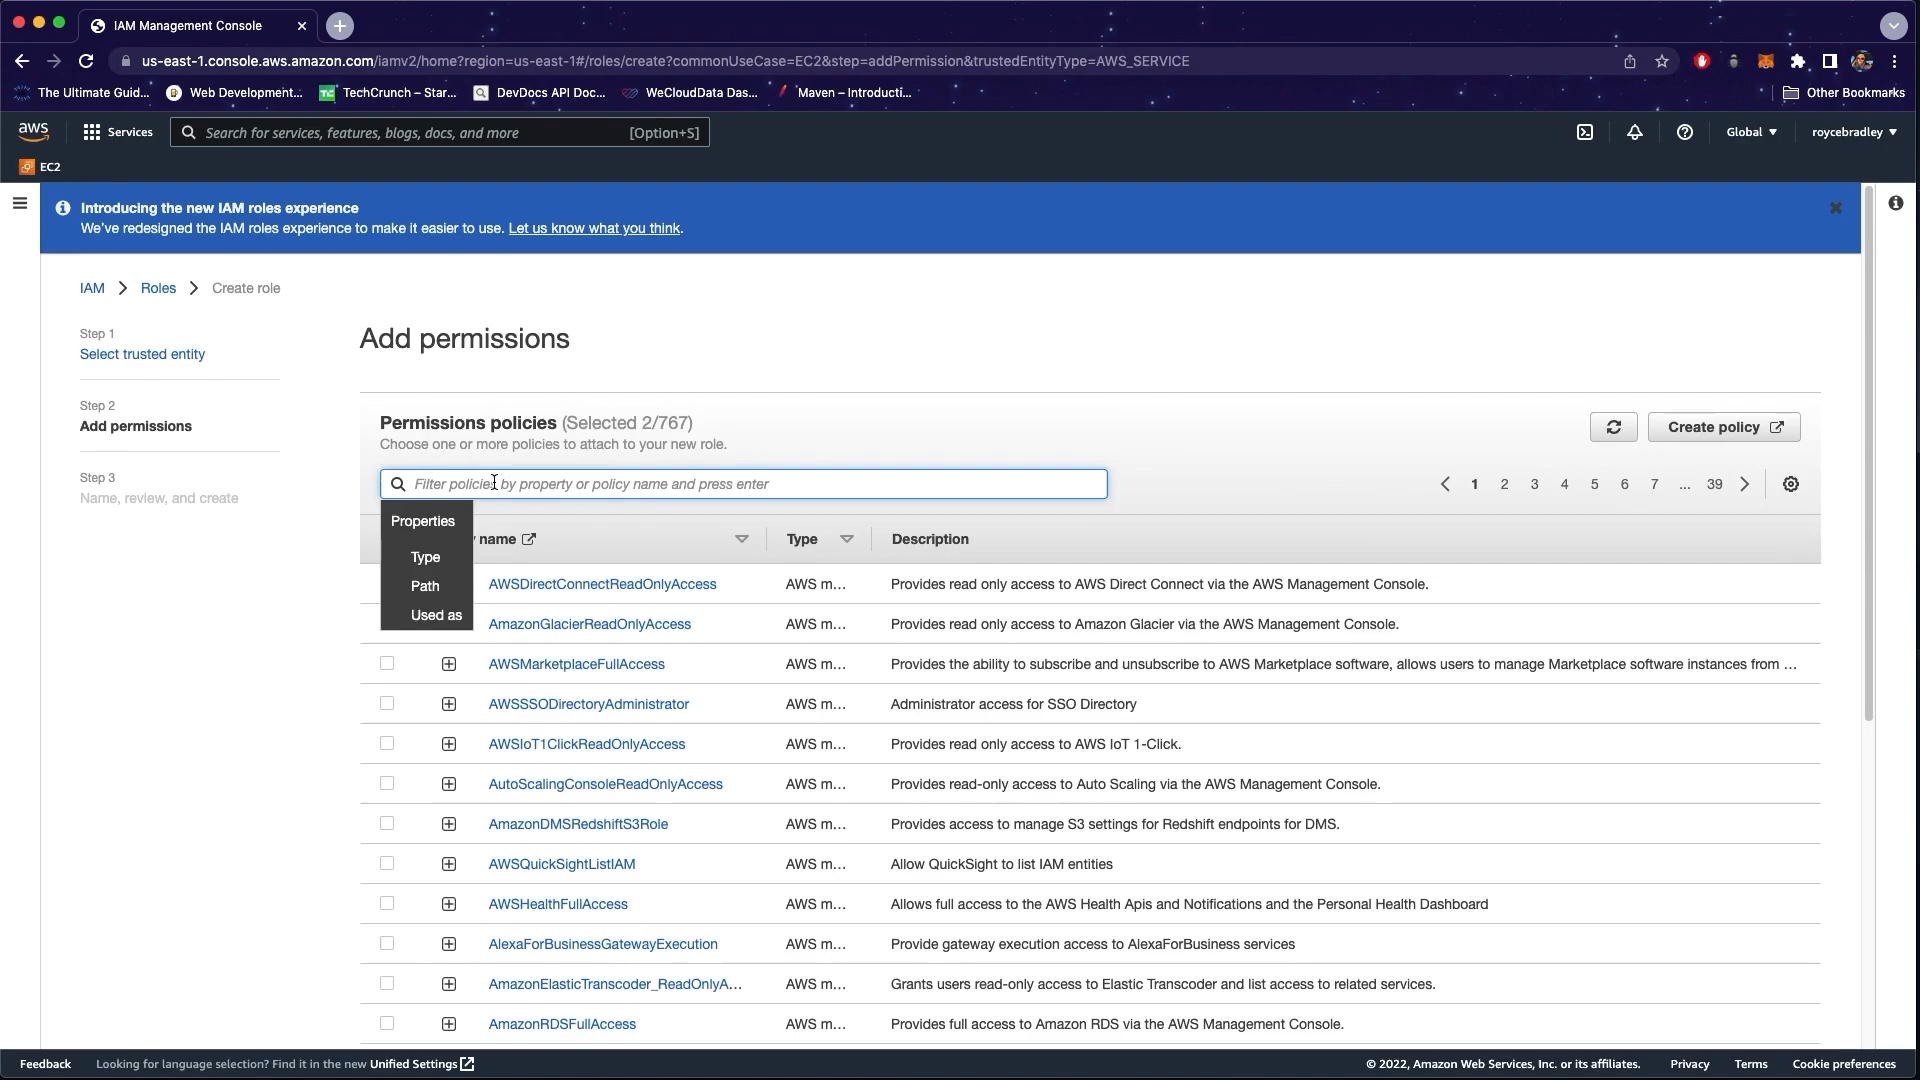 IAM Management Console
us-east-1.console.aws.amazon.com/iamv2/home?region=us-east-1#/roles/create?commonUseCase=EC2&step=addPermission&trustedEntityType=AWS_SERVICE
The Ultimate Guid... Web Development... TechCrunch – Star... DevDocs API Doc... WeCloudData Das... Maven – Introducti... Other Bookmarks
aws Services Search for services, features, blogs, docs, and more [Option+S] Global roycebradley
EC2
Introducing the new IAM roles experience
We've redesigned the IAM roles experience to make it easier to use. Let us know what you think.
IAM Roles Create role
Step 1
Select trusted entity
Step 2
Add permissions
Step 3
Name, review, and create
Add permissions
Permissions policies (Selected 2/767)
Choose one or more policies to attach to your new role.
Create policy
Filter policies by property or policy name and press enter
1 2 3 4 5 6 7 ... 39
Properties
Type
Path
Used as
name Type Description
AWSDirectConnectReadOnlyAccess AWS m... Provides read only access to AWS Direct Connect via the AWS Management Console.
AmazonGlacierReadOnlyAccess AWS m... Provides read only access to Amazon Glacier via the AWS Management Console.
AWSMarketplaceFullAccess AWS m... Provides the ability to subscribe and unsubscribe to AWS Marketplace software, allows users to manage Marketplace software instances from ...
AWSSSODirectoryAdministrator AWS m... Administrator access for SSO Directory
AWSIoT1ClickReadOnlyAccess AWS m... Provides read only access to AWS IoT 1-Click.
AutoScalingConsoleReadOnlyAccess AWS m... Provides read-only access to Auto Scaling via the AWS Management Console.
AmazonDMSRedshiftS3Role AWS m... Provides access to manage S3 settings for Redshift endpoints for DMS.
AWSQuickSightListIAM AWS m... Allow QuickSight to list IAM entities
AWSHealthFullAccess AWS m... Allows full access to the AWS Health Apis and Notifications and the Personal Health Dashboard
AlexaForBusinessGatewayExecution AWS m... Provide gateway execution access to AlexaForBusiness services
AmazonElasticTranscoder_ReadOnlyA... AWS m... Grants users read-only access to Elastic Transcoder and list access to related services.
AmazonRDSFullAccess AWS m... Provides full access to Amazon RDS via the AWS Management Console.
Feedback Looking for language selection? Find it in the new Unified Settings © 2022, Amazon Web Services, Inc. or its affiliates. Privacy Terms Cookie preferences